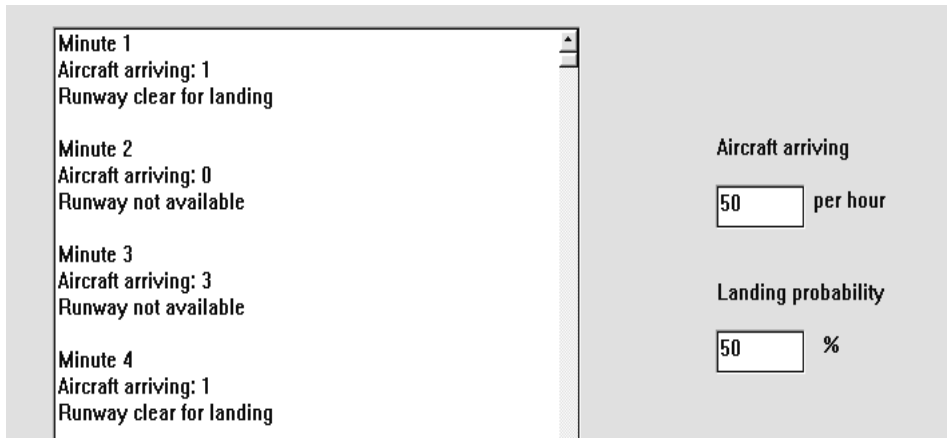 Minute 1
Aircraft arriving: 1
Runway clear for landing
Minute 2
Aircraft arriving: 0
Runway not available
Minute 3
Aircraft arriving: 3
Runway not available
Minute 4
Aircraft arriving: 1
Runway clear for landing
Aircraft arriving
50 per hour
Landing probability
50 %